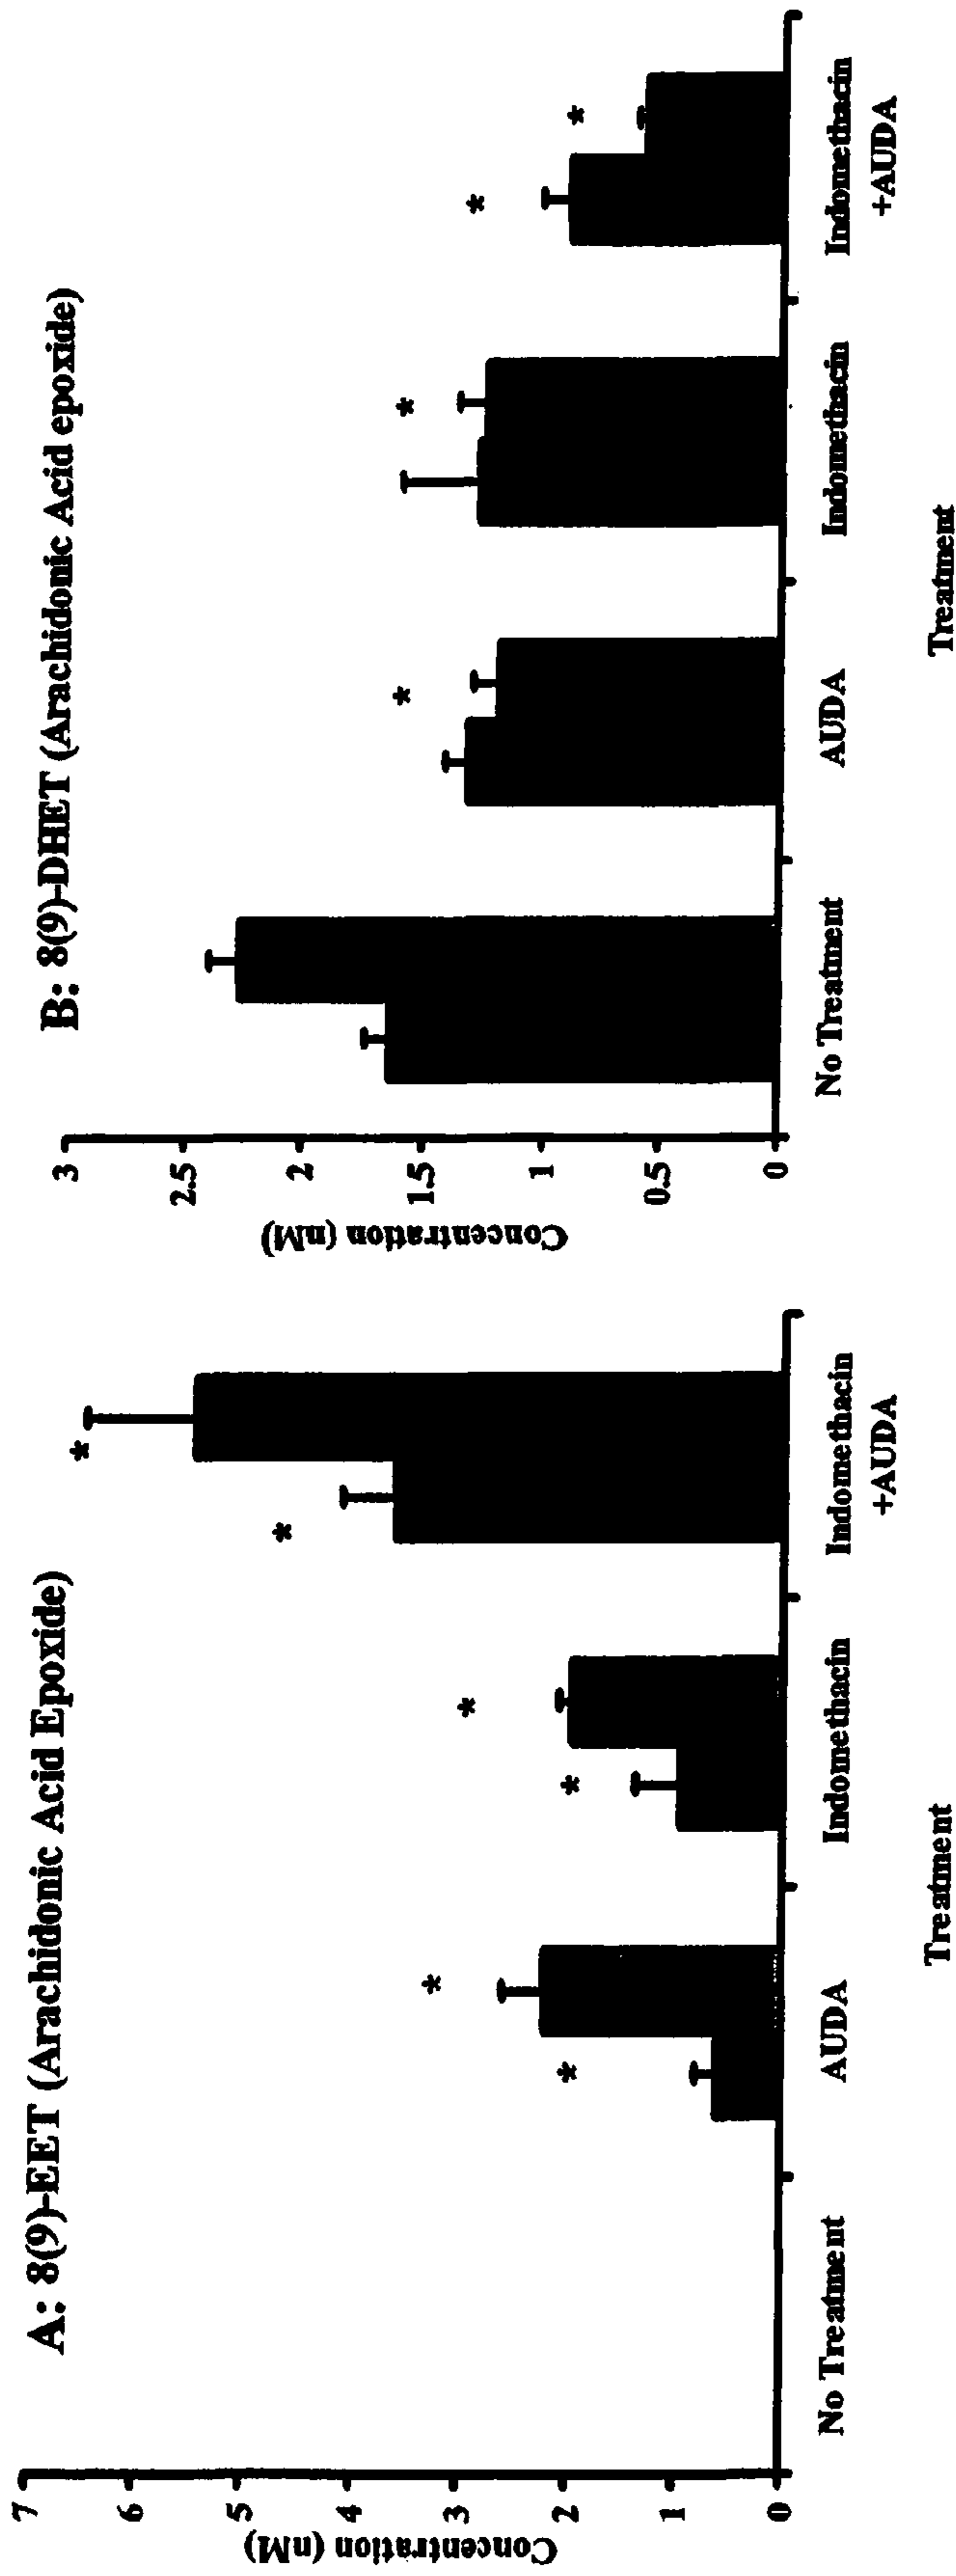 A: 8(9)-EET (Arachidonic Acid Epoxide)
Concentration (nM)
7
6
5
4
3
2
1
0
*
*
*
*
*
*
No Treatment
AUDA
Indomethacin
Indomethacin
+AUDA
Treatment
B: 8(9)-DHET (Arachidonic Acid epoxide)
Concentration (nM)
3
2.5
2
1.5
1
0.5
0
*
*
*
*
No Treatment
AUDA
Indomethacin
Indomethacin
+AUDA
Treatment